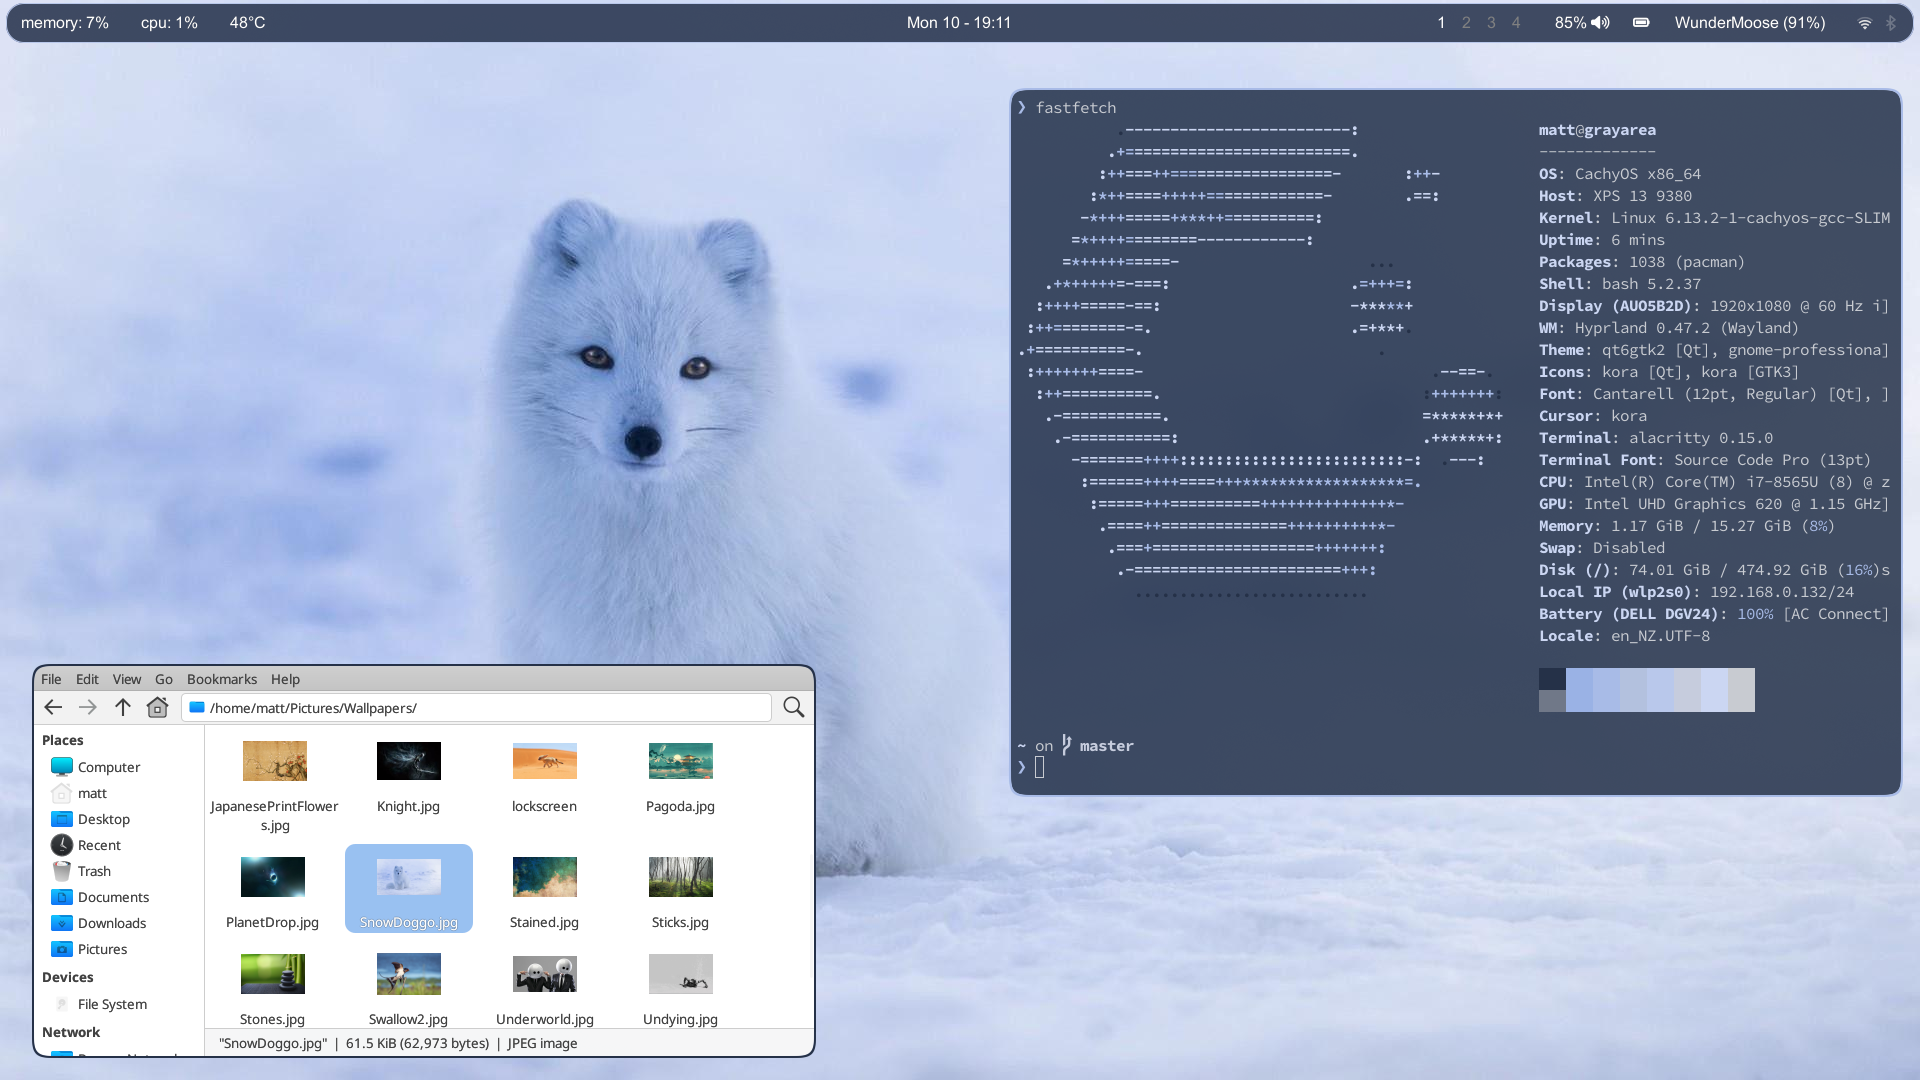 memory: 7% cpu: 1% 48°C Mon 10 - 19:11 1 2 3 4 85% WunderMoose (91%)
❯ fastfetch
matt@grayarea
-------------
OS: CachyOS x86_64
Host: XPS 13 9380
Kernel: Linux 6.13.2-1-cachyos-gcc-SLIM
Uptime: 6 mins
Packages: 1038 (pacman)
Shell: bash 5.2.37
Display (AUO5B2D): 1920x1080 @ 60 Hz i]
WM: Hyprland 0.47.2 (Wayland)
Theme: qt6gtk2 [Qt], gnome-professiona]
Icons: kora [Qt], kora [GTK3]
Font: Cantarell (12pt, Regular) [Qt], ]
Cursor: kora
Terminal: alacritty 0.15.0
Terminal Font: Source Code Pro (13pt)
CPU: Intel(R) Core(TM) i7-8565U (8) @ z
GPU: Intel UHD Graphics 620 @ 1.15 GHz]
Memory: 1.17 GiB / 15.27 GiB (8%)
Swap: Disabled
Disk (/): 74.01 GiB / 474.92 GiB (16%)s
Local IP (wlp2s0): 192.168.0.132/24
Battery (DELL DGV24): 100% [AC Connect]
Locale: en_NZ.UTF-8
~ on master
❯
File Edit View Go Bookmarks Help
/home/matt/Pictures/Wallpapers/
Places
Computer
matt
Desktop
Recent
Trash
Documents
Downloads
Pictures
Devices
File System
Network
JapanesePrintFlower
s.jpg
Knight.jpg
lockscreen
Pagoda.jpg
PlanetDrop.jpg
SnowDoggo.jpg
Stained.jpg
Sticks.jpg
Stones.jpg
Swallow2.jpg
Underworld.jpg
Undying.jpg
"SnowDoggo.jpg" | 61.5 KiB (62,973 bytes) | JPEG image